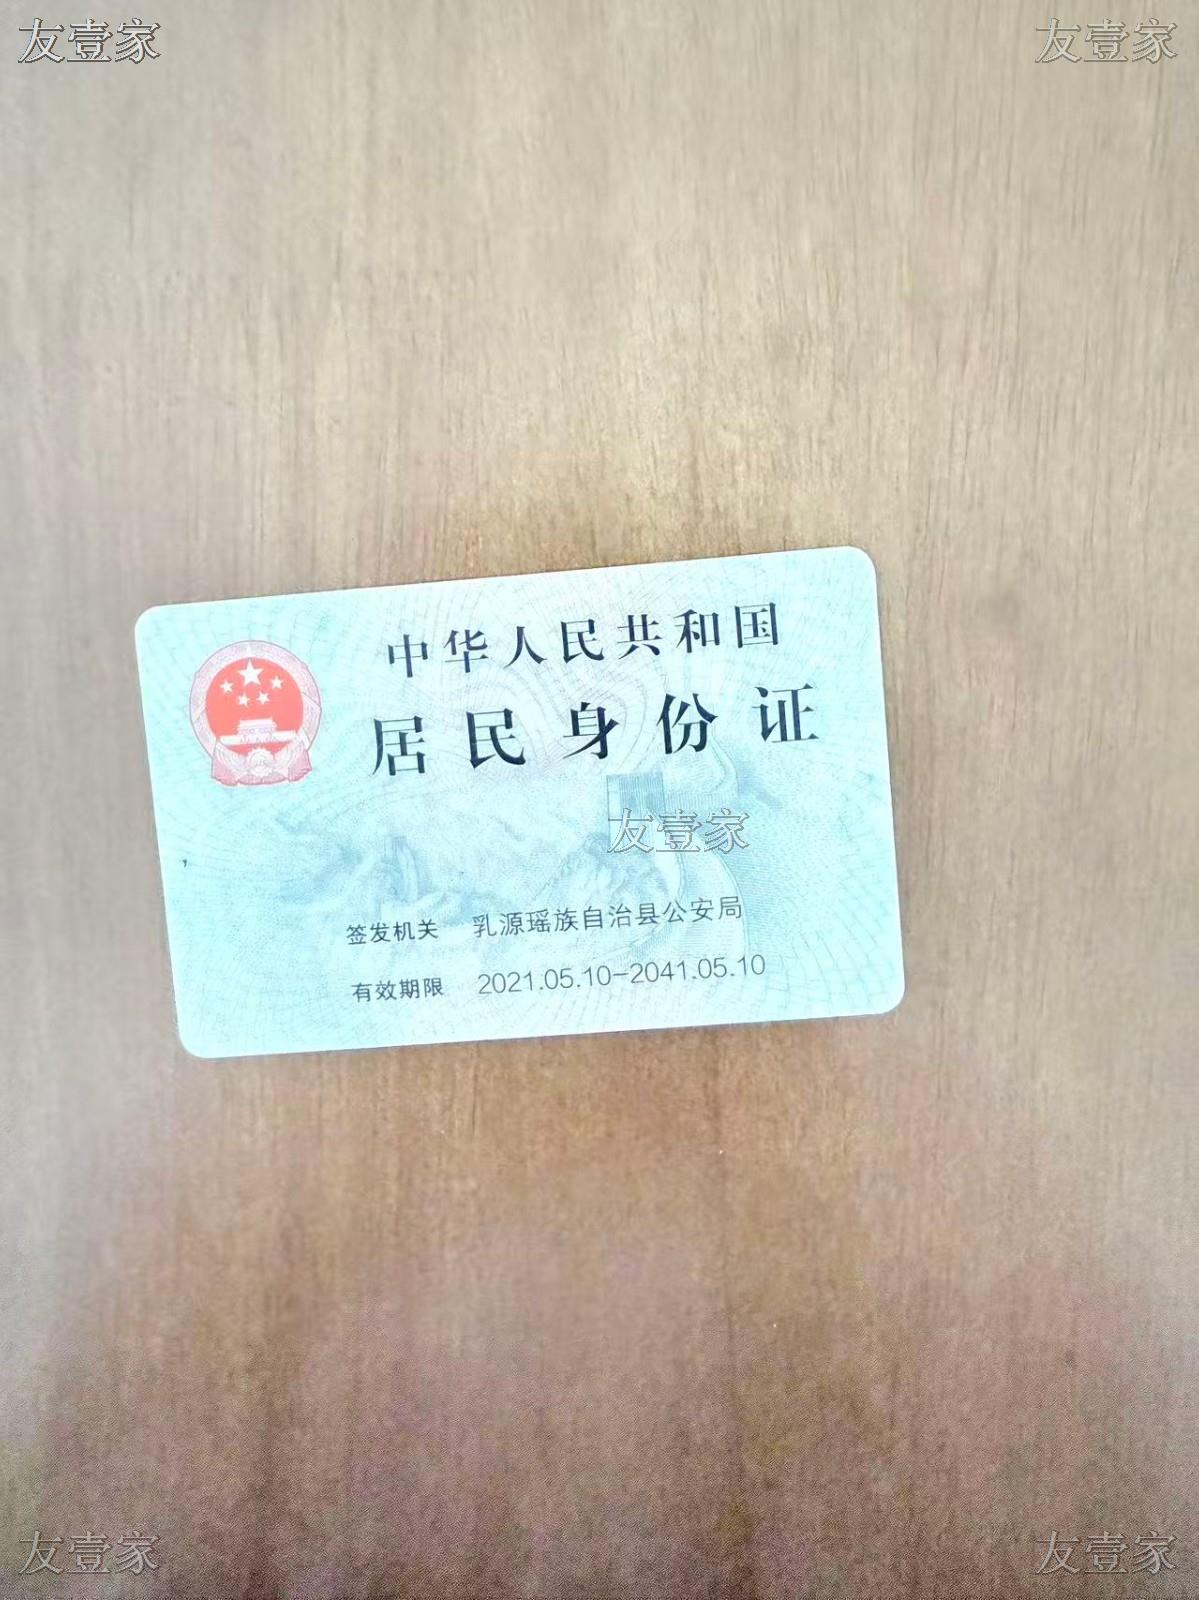 友壹家 友壹家
中华人民共和国
居民身份证
友壹家
签发机关 乳源瑶族自治县公安局
有效期限 2021.05.10-2041.05.10
友壹家 友壹家